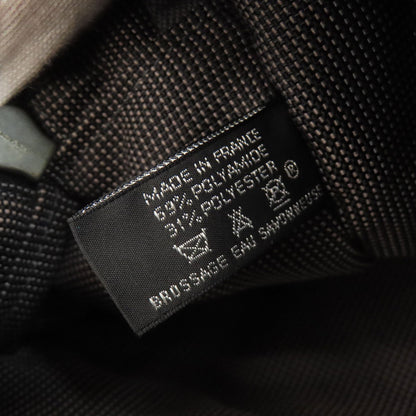 MADE IN FRANCE
69% POLYAMIDE
31% POLYESTER ®
BROSSAGE EAU SAVONNEUSE